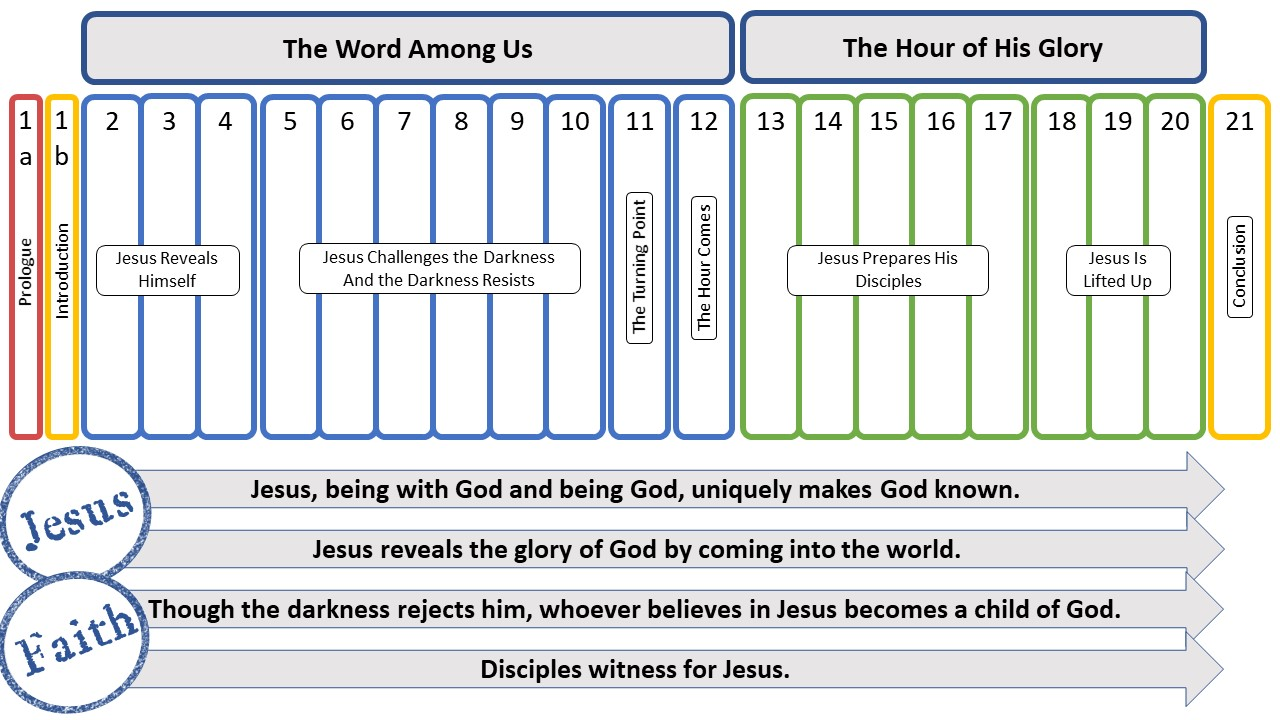 The Word Among Us
The Hour of His Glory
1
a
1
b
2
3
4
5
6
7
8
9
10
11
12
13
14
15
16
17
18
19
20
21
Prologue
Introduction
Jesus Reveals
Himself
Jesus Challenges the Darkness
And the Darkness Resists
The Turning Point
The Hour Comes
Jesus Prepares His
Disciples
Jesus Is
Lifted Up
Conclusion
Jesus
Jesus, being with God and being God, uniquely makes God known.
Jesus reveals the glory of God by coming into the world.
Faith
Though the darkness rejects him, whoever believes in Jesus becomes a child of God.
Disciples witness for Jesus.